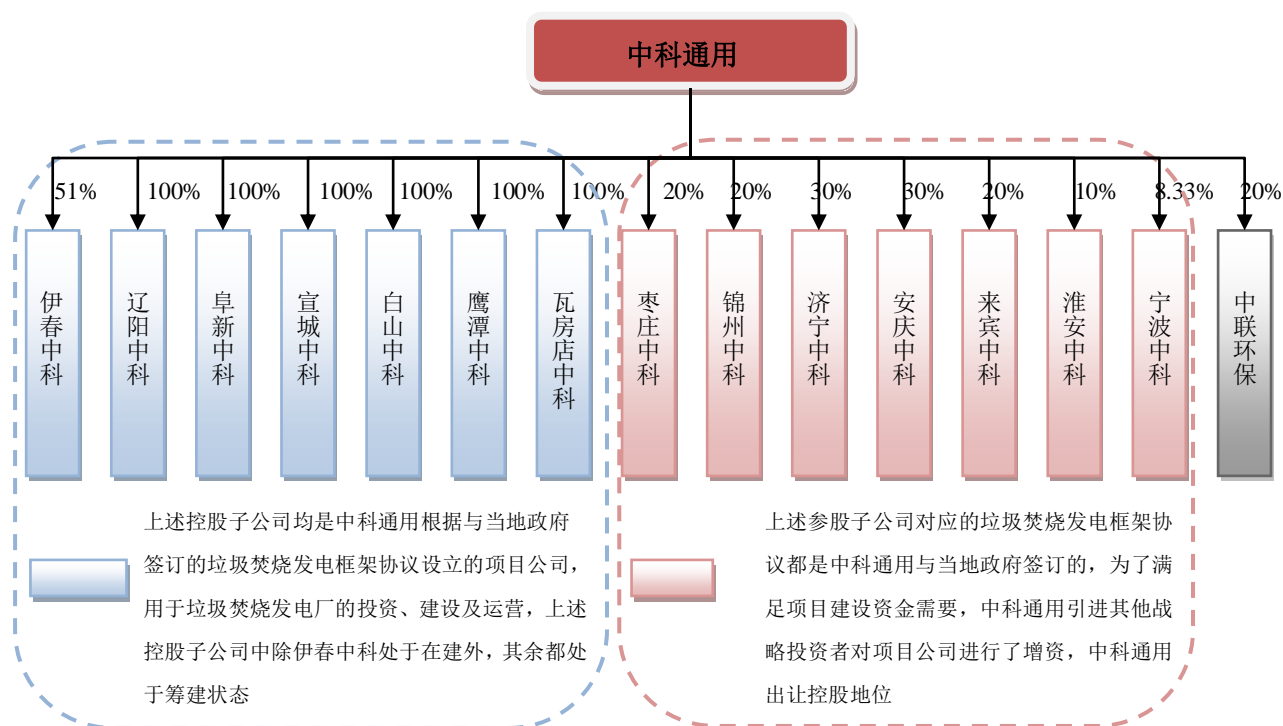 中科通用
51% 100% 100% 100% 100% 100% 100% 20% 20% 30% 30% 20% 10% 8.33% 20%
伊春中科
辽阳中科
阜新中科
宣城中科
白山中科
鹰潭中科
瓦房店中科
枣庄中科
锦州中科
济宁中科
安庆中科
来宾中科
淮安中科
宁波中科
中联环保
上述控股子公司均是中科通用根据与当地政府
签订的垃圾焚烧发电框架协议设立的项目公司，
用于垃圾焚烧发电厂的投资、建设及运营，上述
控股子公司中除伊春中科处于在建外，其余都处
于筹建状态
上述参股子公司对应的垃圾焚烧发电框架协
议都是中科通用与当地政府签订的，为了满
足项目建设资金需要，中科通用引进其他战
略投资者对项目公司进行了增资，中科通用
出让控股地位